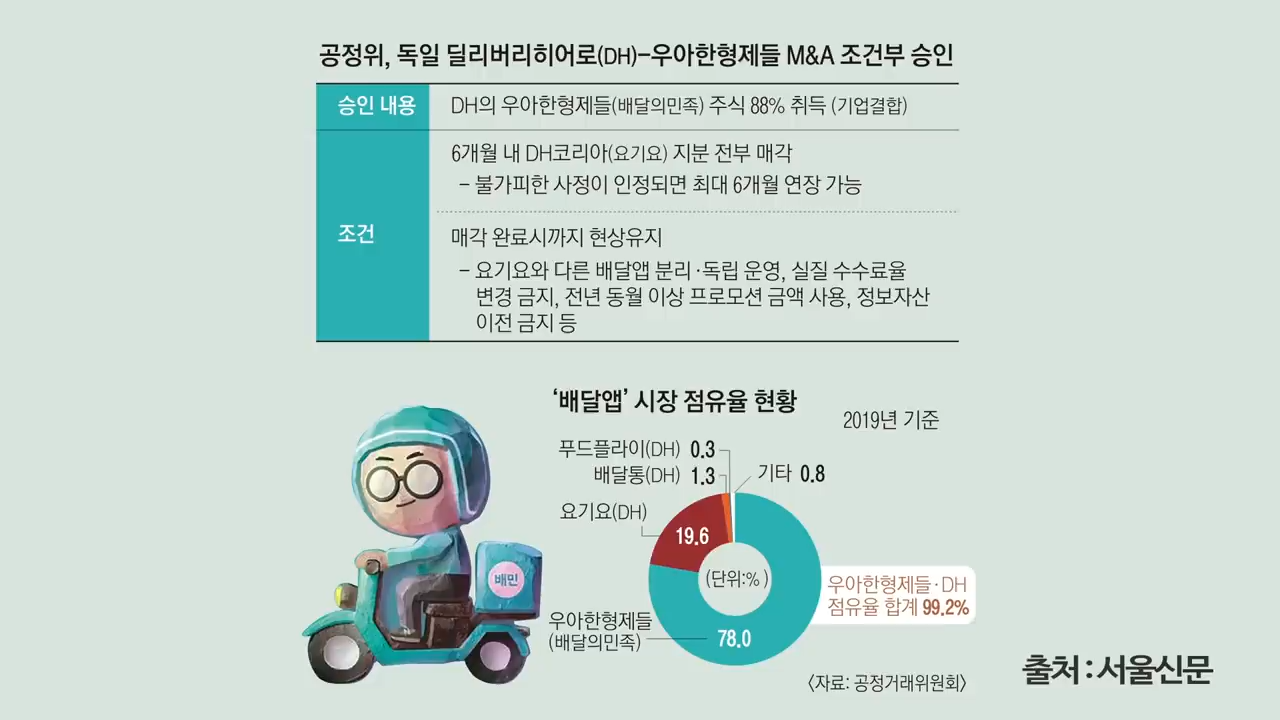 공정위, 독일 딜리버리히어로(DH)-우아한형제들 M&A 조건부 승인
승인 내용
DH의 우아한형제들(배달의민족) 주식 88% 취득 (기업결합)
조건
6개월 내 DH코리아(요기요) 지분 전부 매각
- 불가피한 사정이 인정되면 최대 6개월 연장 가능
매각 완료시까지 현상유지
- 요기요와 다른 배달앱 분리·독립 운영, 실질 수수료율
변경 금지, 전년 동월 이상 프로모션 금액 사용, 정보자산
이전 금지 등
‘배달앱’ 시장 점유율 현황
2019년 기준
푸드플라이(DH) 0.3
배달통(DH) 1.3
기타 0.8
요기요(DH)
19.6
(단위:%)
우아한형제들·DH
점유율 합계 99.2%
우아한형제들
(배달의민족)
78.0
배민
〈자료: 공정거래위원회〉
출처 : 서울신문